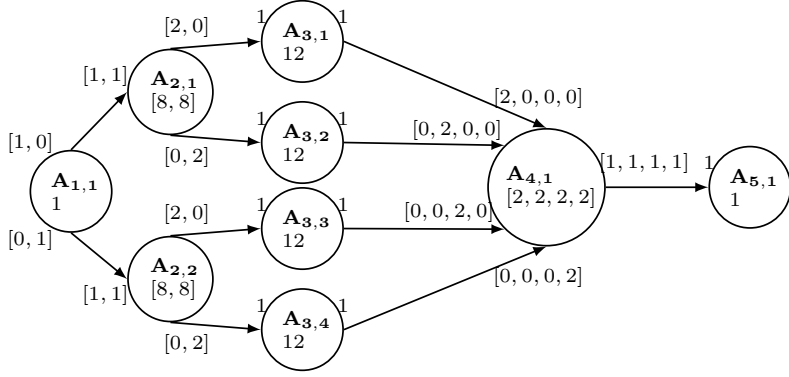 [2, 0]
1
A3,1
12
1
[1, 1]
A2,1
[8, 8]
[0, 2]
1
A3,2
12
1
[2, 0, 0, 0]
[0, 2, 0, 0]
[1, 0]
A1,1
1
[0, 1]
A4,1
[2, 2, 2, 2]
[1, 1, 1, 1]
1
A5,1
1
[2, 0]
1
A3,3
12
1
[0, 0, 2, 0]
A2,2
[8, 8]
[1, 1]
[0, 2]
1
A3,4
12
1
[0, 0, 0, 2]